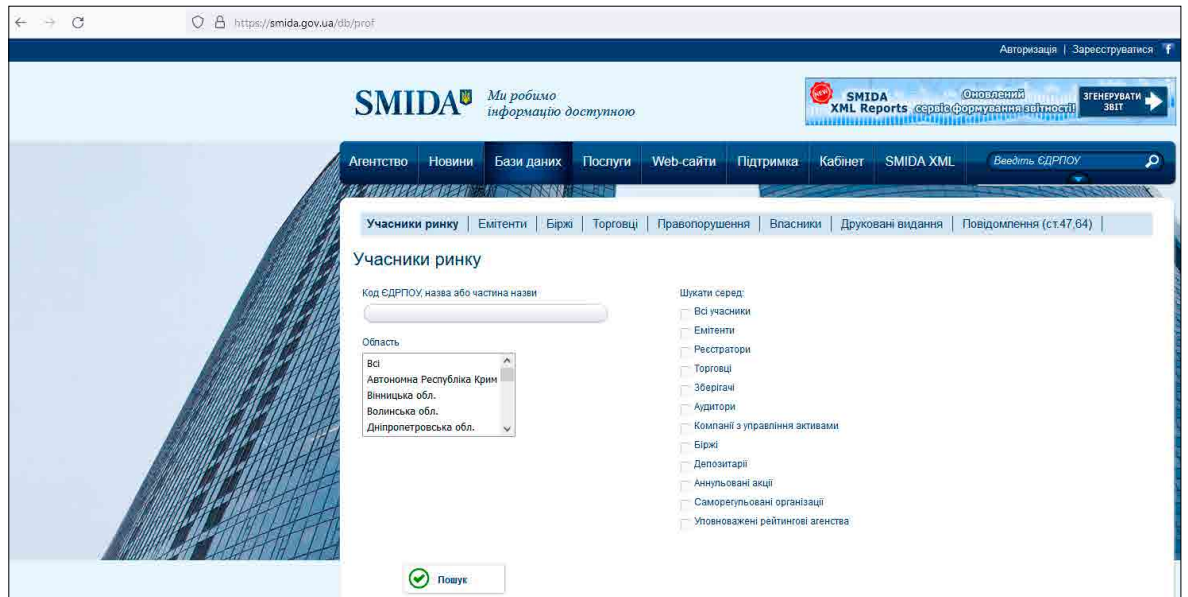 https://smida.gov.ua/db/prof
Авторизація | Зареєструватися f
SMIDA
Ми робимо
інформацію доступною
NEW
SMIDA
XML Reports
Оновлений
сервіс формування звітності!
ЗГЕНЕРУВАТИ
ЗВІТ
Агентство Новини Бази даних Послуги Web-сайти Підтримка Кабінет SMIDA XML Введіть ЄДРПОУ
Учасники ринку | Емітенти | Біржі | Торговці | Правопорушення | Власники | Друковані видання | Повідомлення (ст.47,64) |
Учасники ринку
Код ЄДРПОУ, назва або частина назви
Область
Всі
Автономна Республіка Крим
Вінницька обл.
Волинська обл.
Дніпропетровська обл.
Шукати серед:
Всі учасники
Емітенти
Реєстратори
Торговці
Зберігачі
Аудитори
Компанії з управління активами
Біржі
Депозитарії
Аннульовані акції
Саморегульовані організації
Уповноважені рейтингові агенства
Пошук